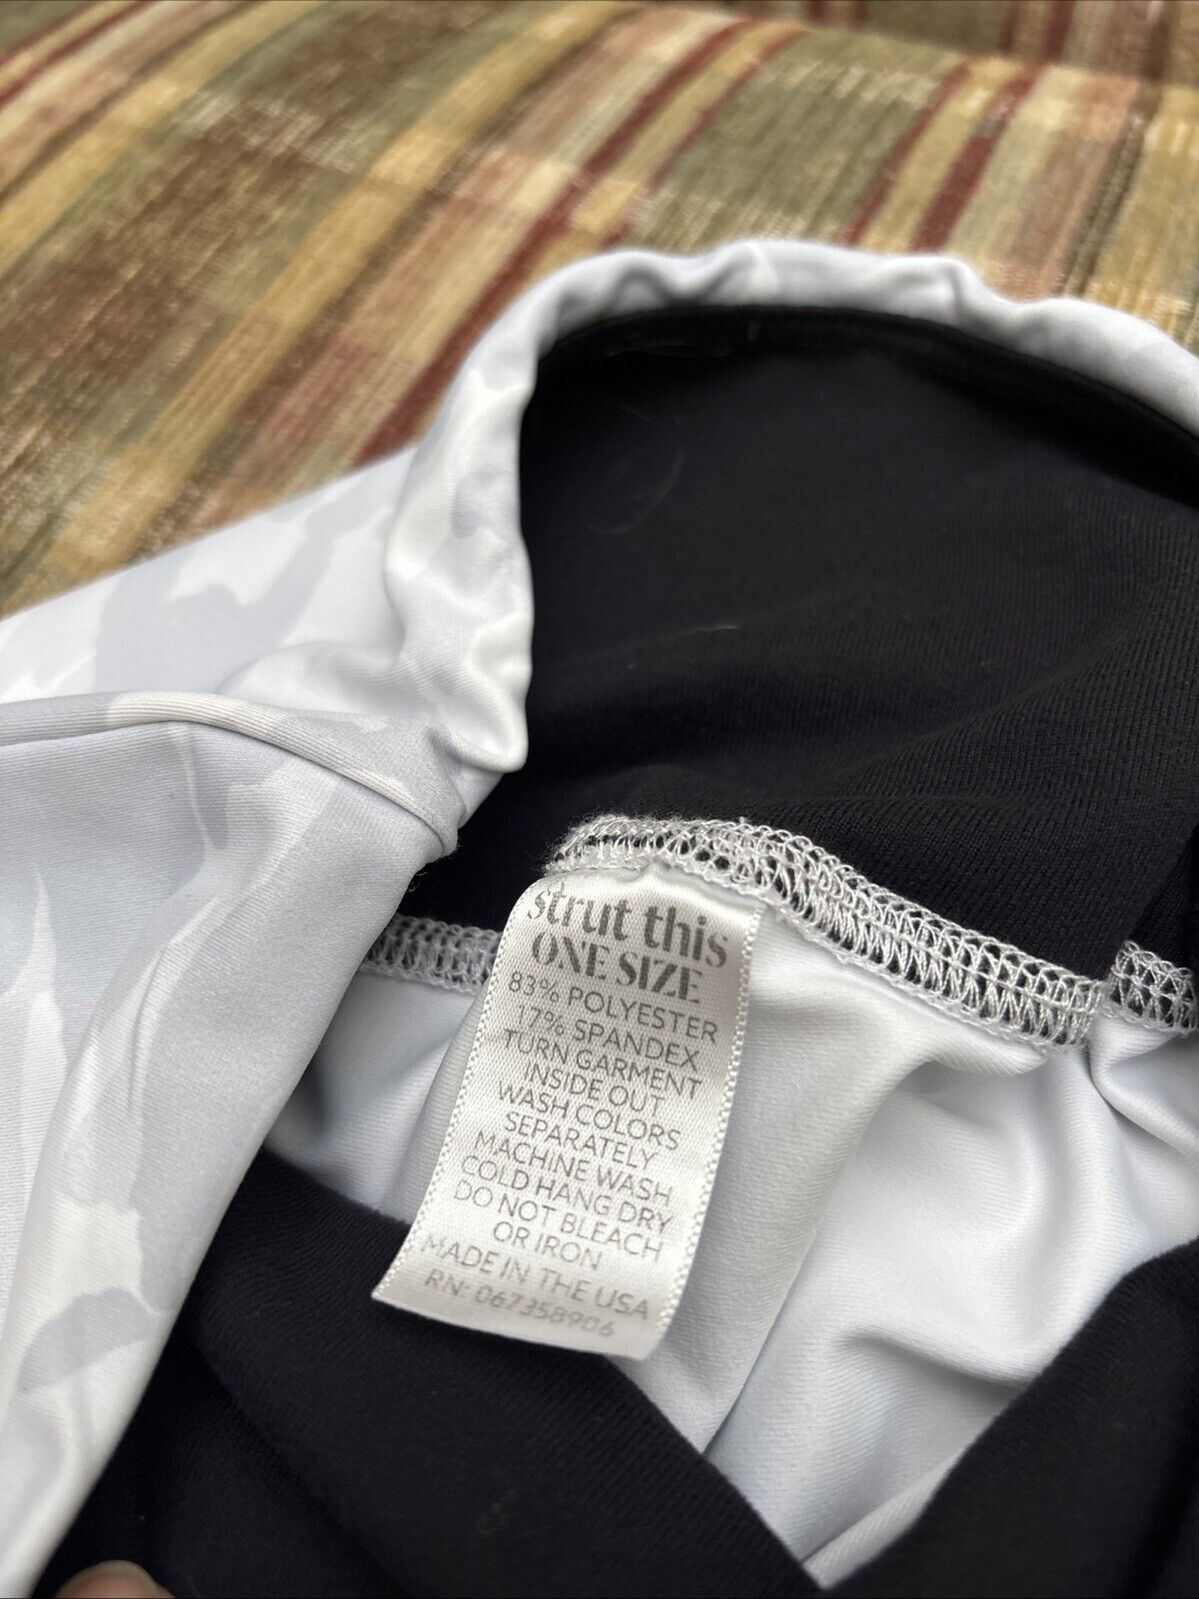 strut this
ONE SIZE
83% POLYESTER
17% SPANDEX
TURN GARMENT
INSIDE OUT
WASH COLORS
SEPARATELY
MACHINE WASH
COLD HANG DRY
DO NOT BLEACH
OR IRON
MADE IN THE USA
RN: 067358906